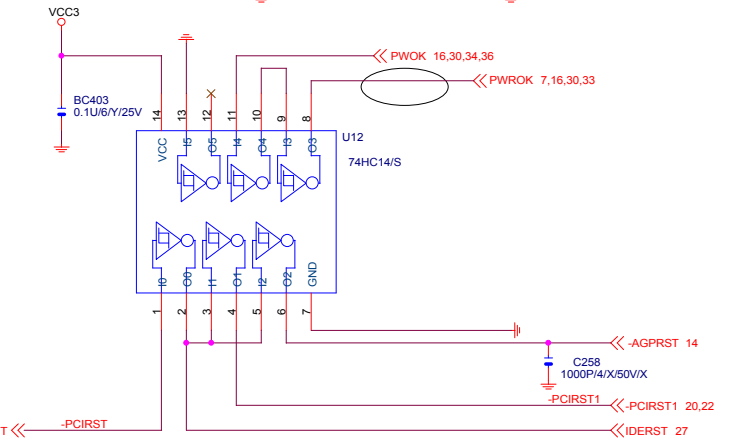 VCC3
PWOK 16,30,34,36
PWROK 7,16,30,33
BC403
0.1U/6/Y/25V
14
13
12
11
10
9
8
U12
74HC14/S
VCC
I5
O5
I4
O4
I3
O3
I0
O0
I1
O1
I2
O2
GND
1
2
3
4
5
6
7
-AGPRST 14
C258
1000P/4/X/50V/X
-PCIRST1
-PCIRST1 20,22
T
-PCIRST
IDERST 27